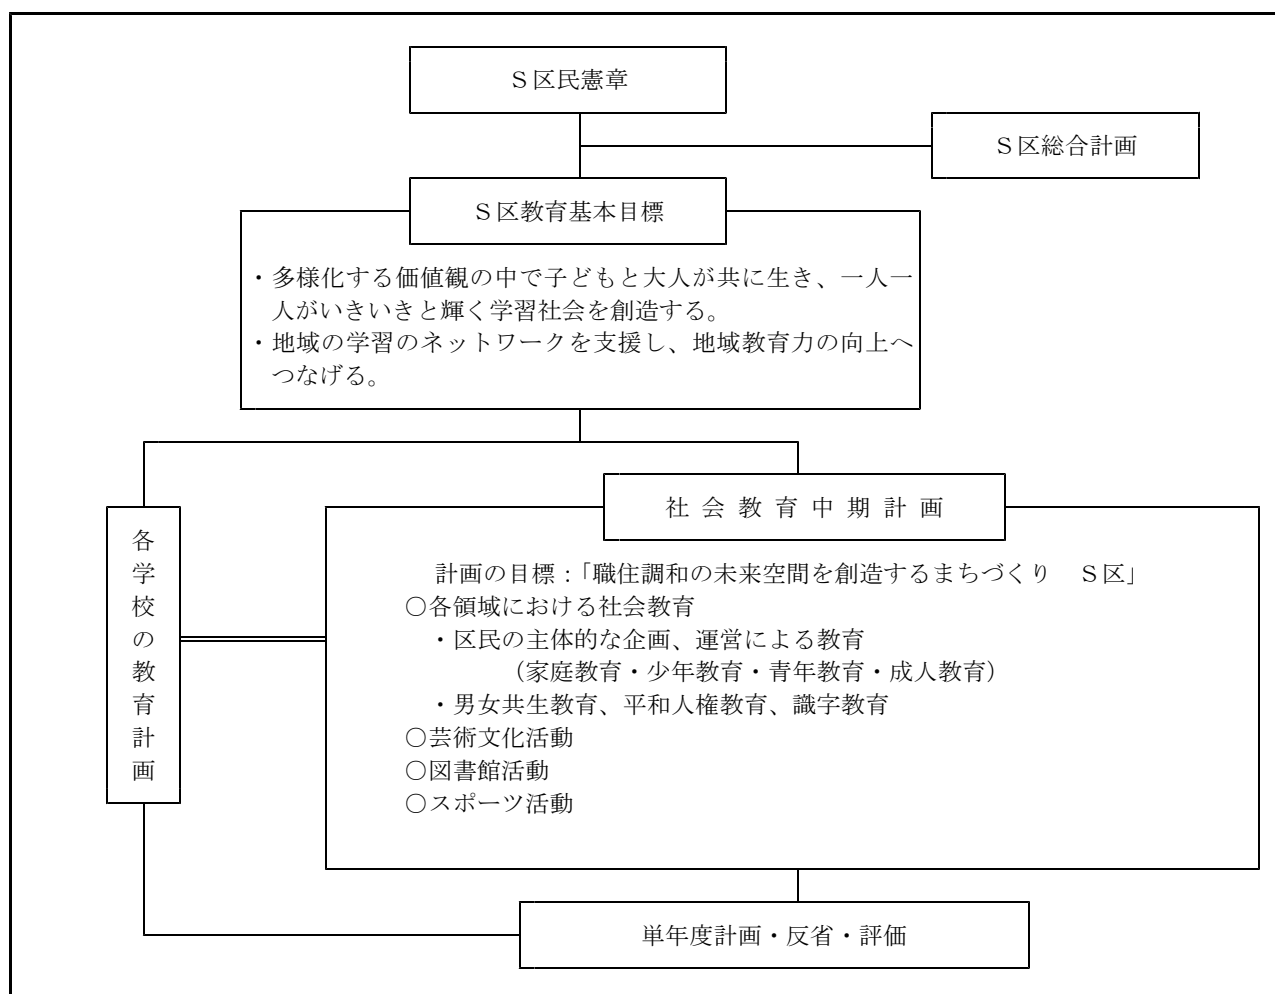 S区民憲章
S区総合計画
S区教育基本目標
・多様化する価値観の中で子どもと大人が共に生き、一人一
人がいきいきと輝く学習社会を創造する。
・地域の学習のネットワークを支援し、地域教育力の向上へ
つなげる。
社会教育中期計画
各学校の教育計画
計画の目標：「職住調和の未来空間を創造するまちづくり　S区」
○各領域における社会教育
・区民の主体的な企画、運営による教育
（家庭教育・少年教育・青年教育・成人教育）
・男女共生教育、平和人権教育、識字教育
○芸術文化活動
○図書館活動
○スポーツ活動
単年度計画・反省・評価